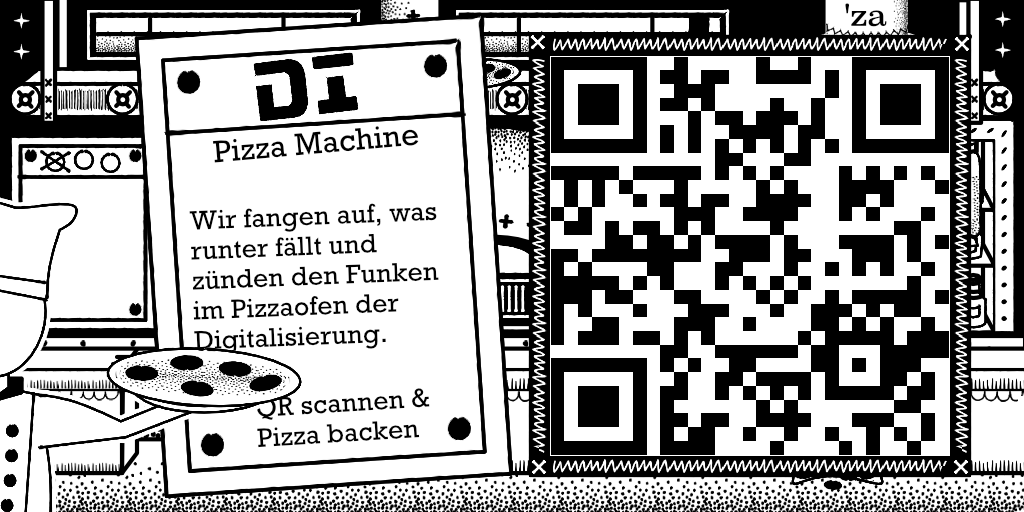 'za
DI
Pizza Machine
Wir fangen auf, was
runter fällt und
zünden den Funken
im Pizzaofen der
Digitalisierung.
QR scannen &
Pizza backen